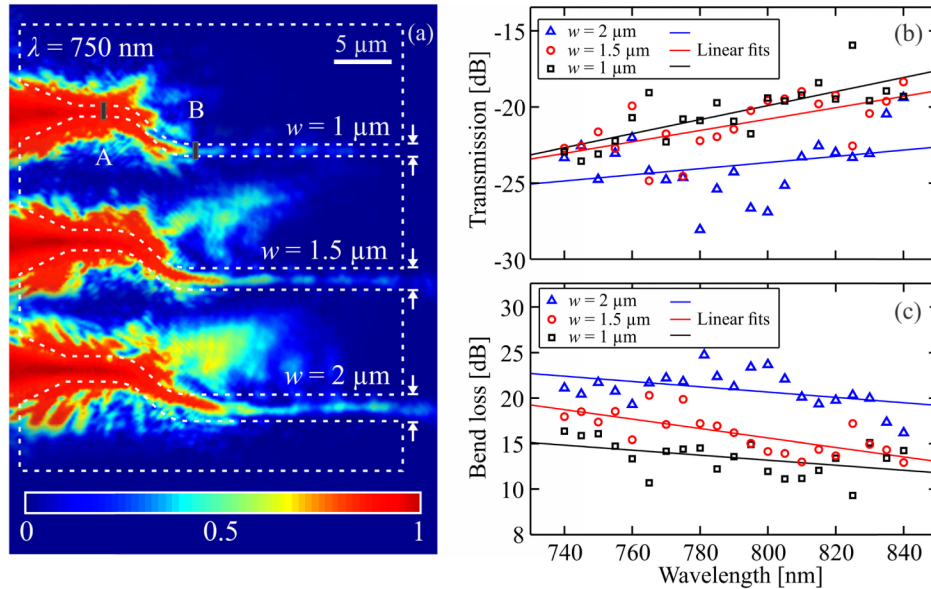 λ = 750 nm
5 µm
(a)
A
B
w = 1 µm
w = 1.5 µm
w = 2 µm
0
0.5
1
(b)
w = 2 µm
w = 1.5 µm
w = 1 µm
Linear fits
Transmission [dB]
-15
-20
-25
-30
(c)
w = 2 µm
w = 1.5 µm
w = 1 µm
Linear fits
Bend loss [dB]
30
25
20
15
10
8
740
760
780
800
820
840
Wavelength [nm]